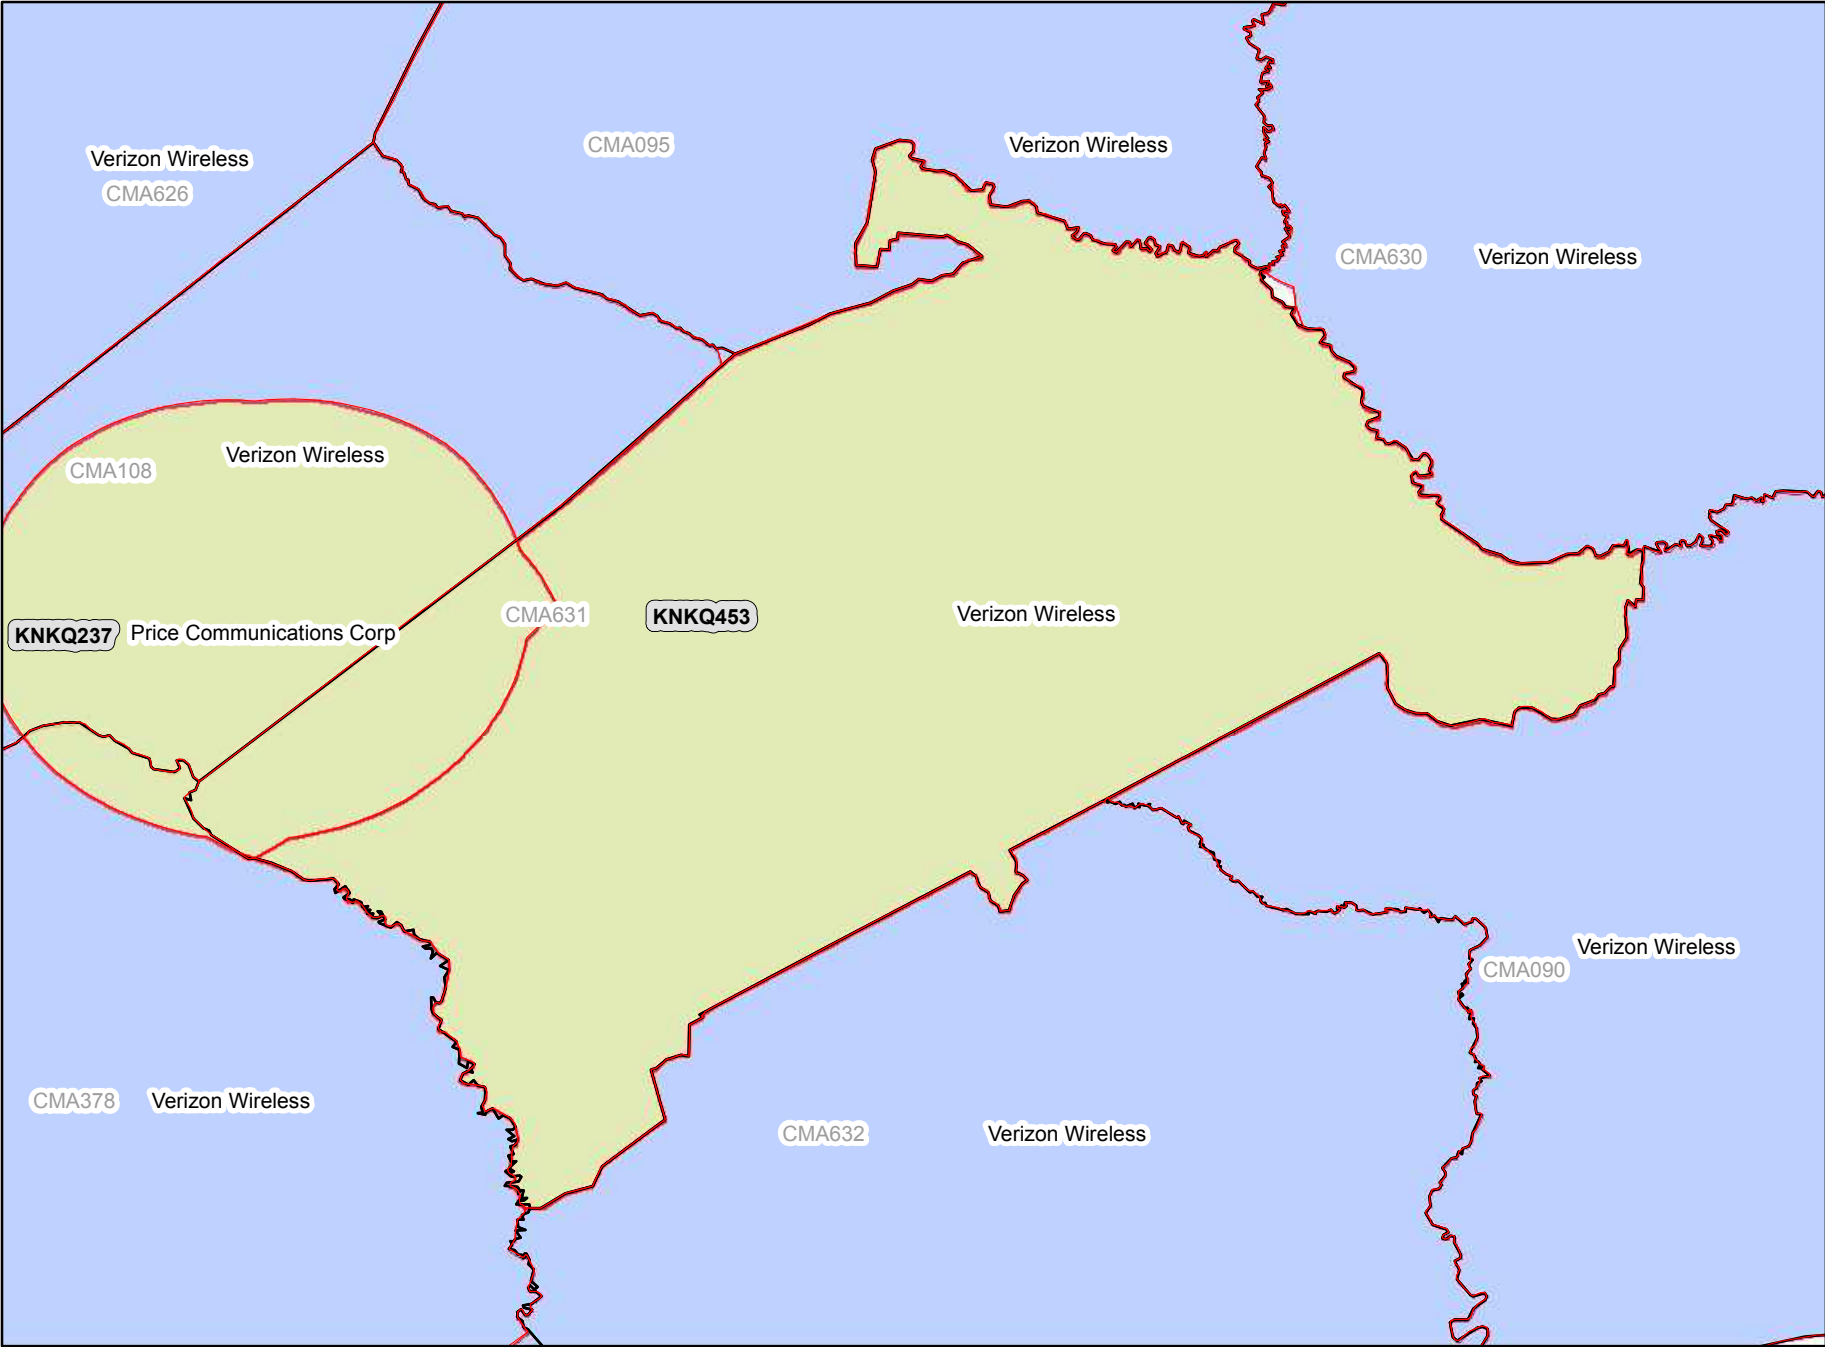 CMA095
Verizon Wireless
Verizon Wireless
CMA626
CMA630
Verizon Wireless
Verizon Wireless
CMA108
CMA631
KNKQ453
Verizon Wireless
KNKQ237
Price Communications Corp
Verizon Wireless
CMA090
CMA378
Verizon Wireless
CMA632
Verizon Wireless